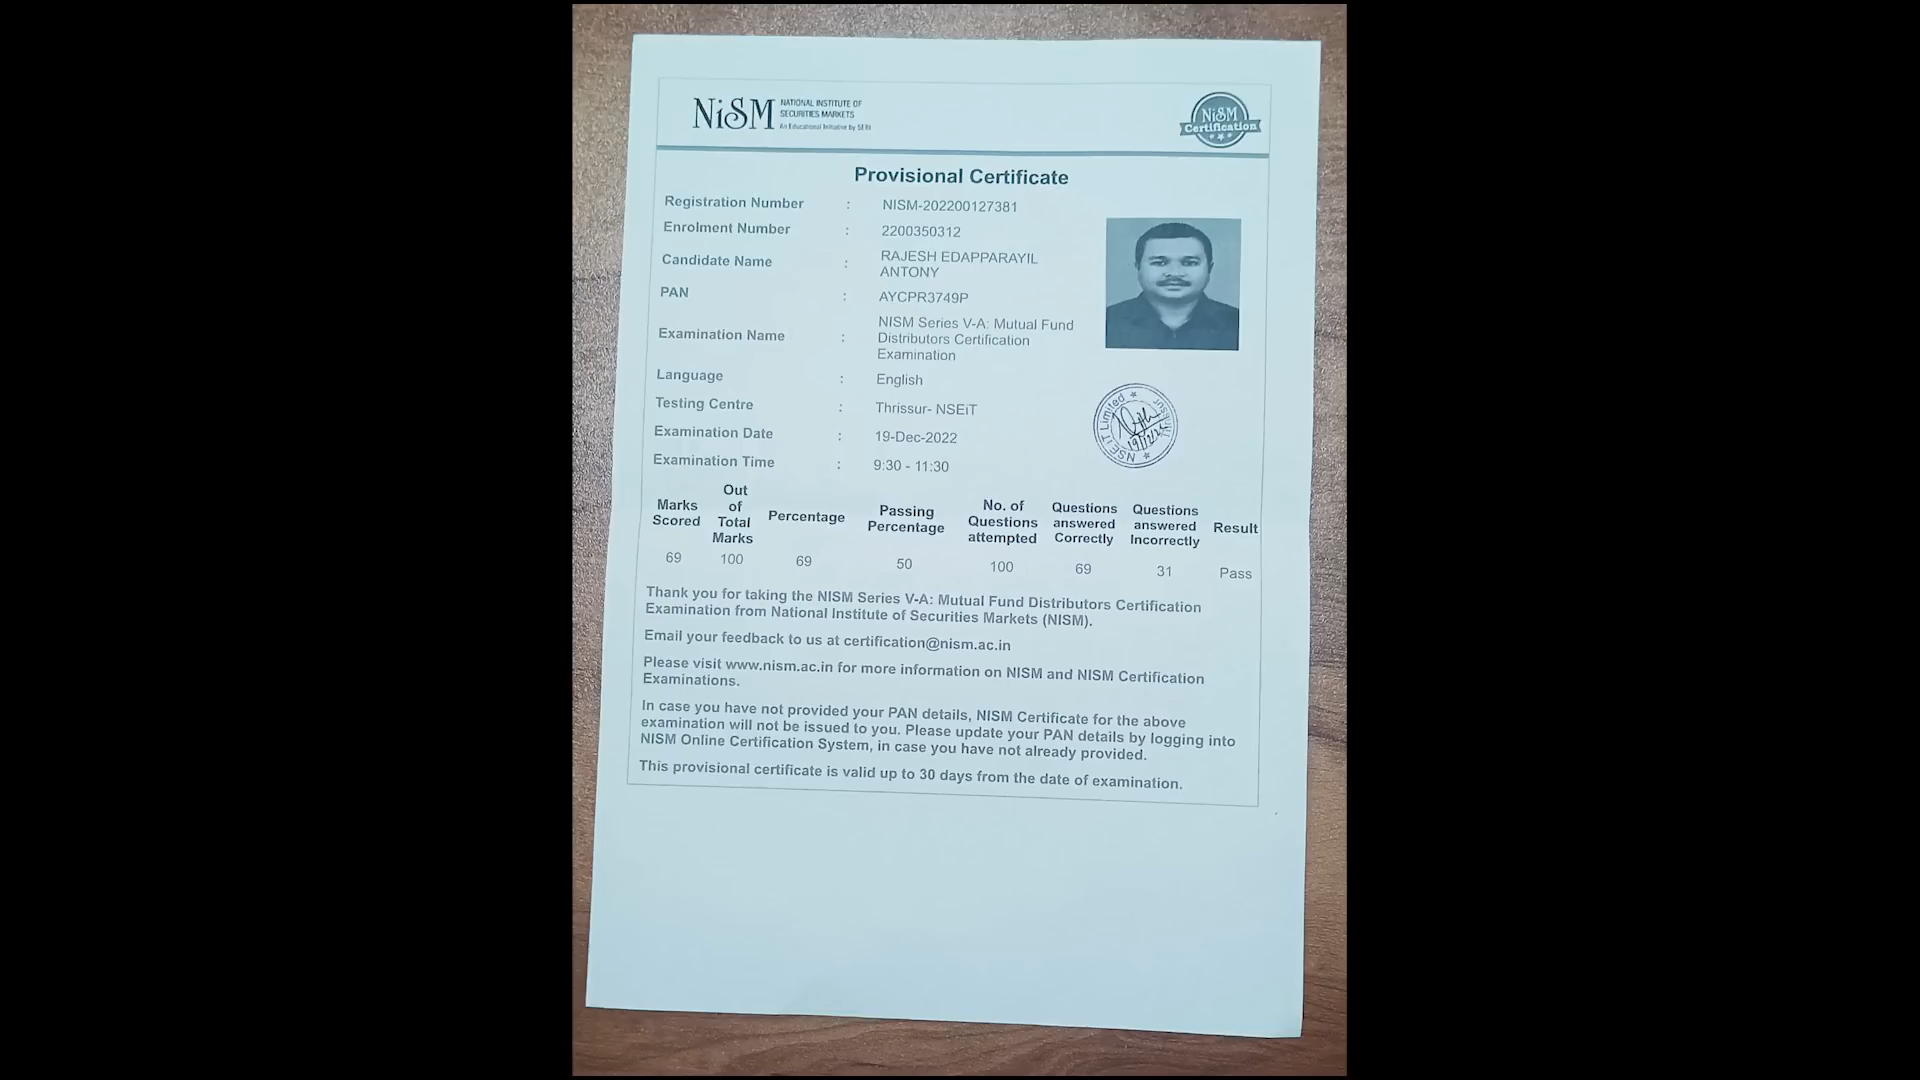 NiSM NATIONAL INSTITUTE OF
SECURITIES MARKETS
An Educational Initiative by SEBI
NiSM
Certification
Provisional Certificate
Registration Number : NISM-202200127381
Enrolment Number : 2200350312
Candidate Name : RAJESH EDAPPARAYIL
ANTONY
PAN : AYCPR3749P
Examination Name : NISM Series V-A: Mutual Fund
Distributors Certification
Examination
Language : English
Testing Centre : Thrissur- NSEiT
Examination Date : 19-Dec-2022
Examination Time : 9:30 - 11:30
NSEIT Limited * Thrissur *
Marks Scored Out of Total Marks Percentage Passing Percentage No. of Questions attempted Questions answered Correctly Questions answered Incorrectly Result
69 100 69 50 100 69 31 Pass
Thank you for taking the NISM Series V-A: Mutual Fund Distributors Certification
Examination from National Institute of Securities Markets (NISM).
Email your feedback to us at certification@nism.ac.in
Please visit www.nism.ac.in for more information on NISM and NISM Certification
Examinations.
In case you have not provided your PAN details, NISM Certificate for the above
examination will not be issued to you. Please update your PAN details by logging into
NISM Online Certification System, in case you have not already provided.
This provisional certificate is valid up to 30 days from the date of examination.